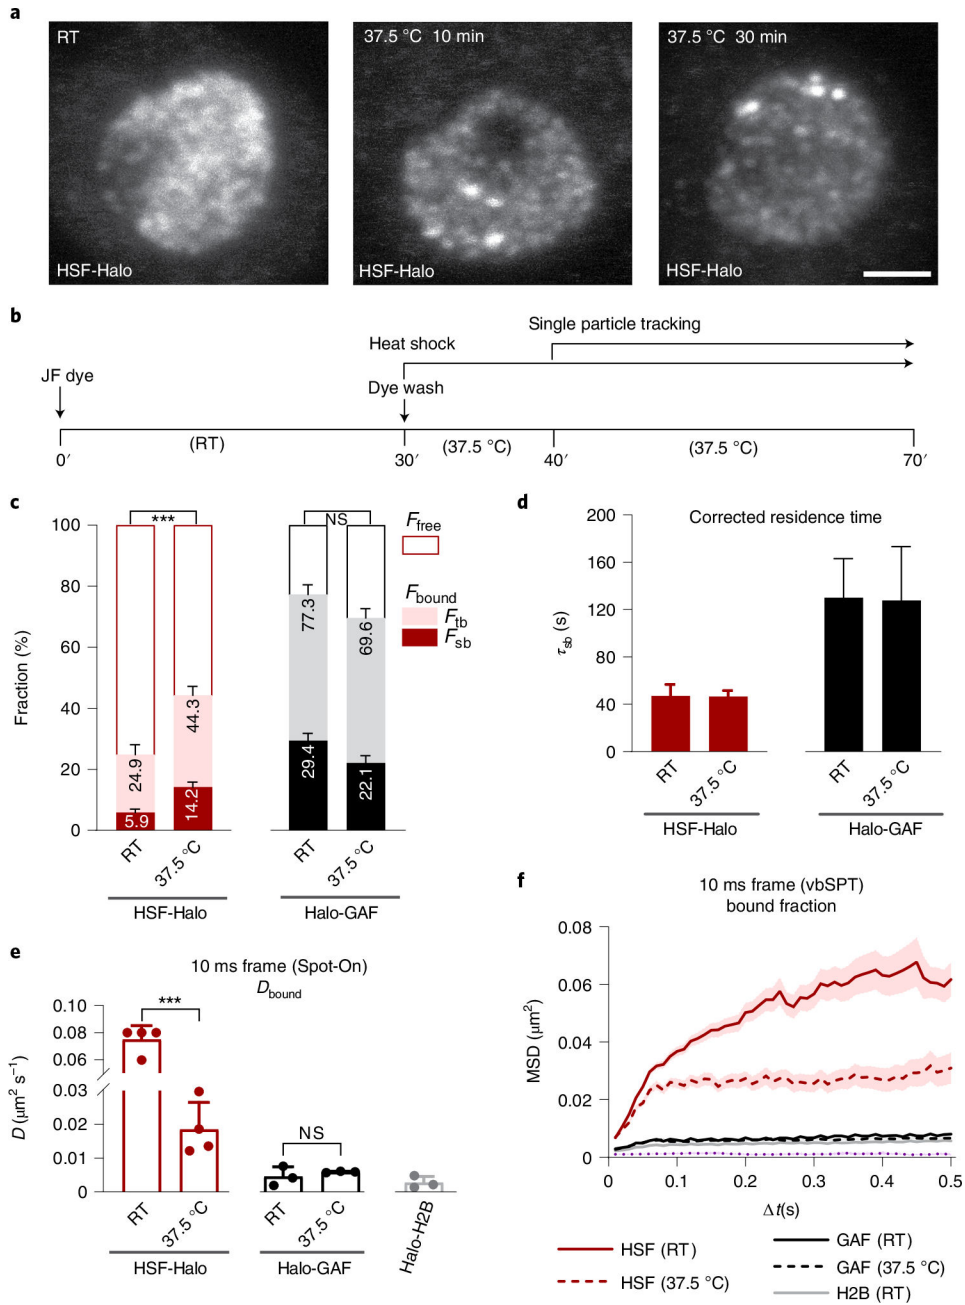 a
RT
HSF-Halo
37.5 °C 10 min
HSF-Halo
37.5 °C 30 min
HSF-Halo
b
Single particle tracking
Heat shock
JF dye
Dye wash
(RT)
(37.5 °C)
(37.5 °C)
0′
30′
40′
70′
c
Fraction (%)
100
80
60
40
20
0
***
NS
24.9
5.9
44.3
14.2
77.3
29.4
69.6
22.1
RT
37.5 °C
RT
37.5 °C
HSF-Halo
Halo-GAF
Ffree
Fbound
Ftb
Fsb
d
Corrected residence time
τsb (s)
200
160
120
80
40
0
RT
37.5 °C
RT
37.5 °C
HSF-Halo
Halo-GAF
e
10 ms frame (Spot-On)
Dbound
D (μm² s⁻¹)
0.10
0.08
0.06
0.03
0.02
0.01
0
***
NS
RT
37.5 °C
RT
37.5 °C
Halo-H2B
HSF-Halo
Halo-GAF
f
10 ms frame (vbSPT)
bound fraction
MSD (μm²)
0.08
0.06
0.04
0.02
0
0
0.1
0.2
0.3
0.4
0.5
Δt(s)
HSF (RT)
HSF (37.5 °C)
GAF (RT)
GAF (37.5 °C)
H2B (RT)